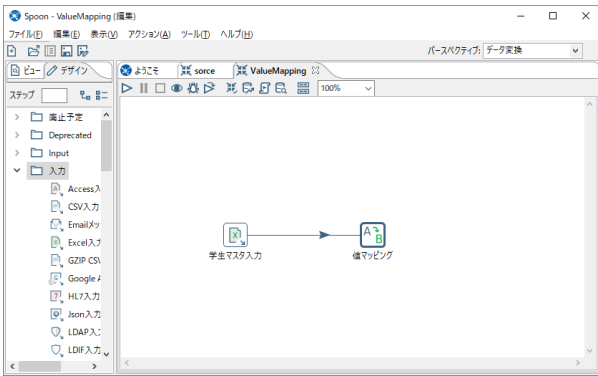 Spoon - ValueMapping (編集)
ファイル(F) 編集(E) 表示(V) アクション(A) ツール(T) ヘルプ(H)
パースペクティブ: データ変換
ビュー デザイン
ようこそ sorce ValueMapping
ステップ
100%
廃止予定
Deprecated
Input
入力
Access入
CSV入力
Emailメッ
Excel入力
GZIP CSV
Google A
HL7入力
Json入力
LDAP入力
LDIF入力
学生マスタ入力 値マッピング